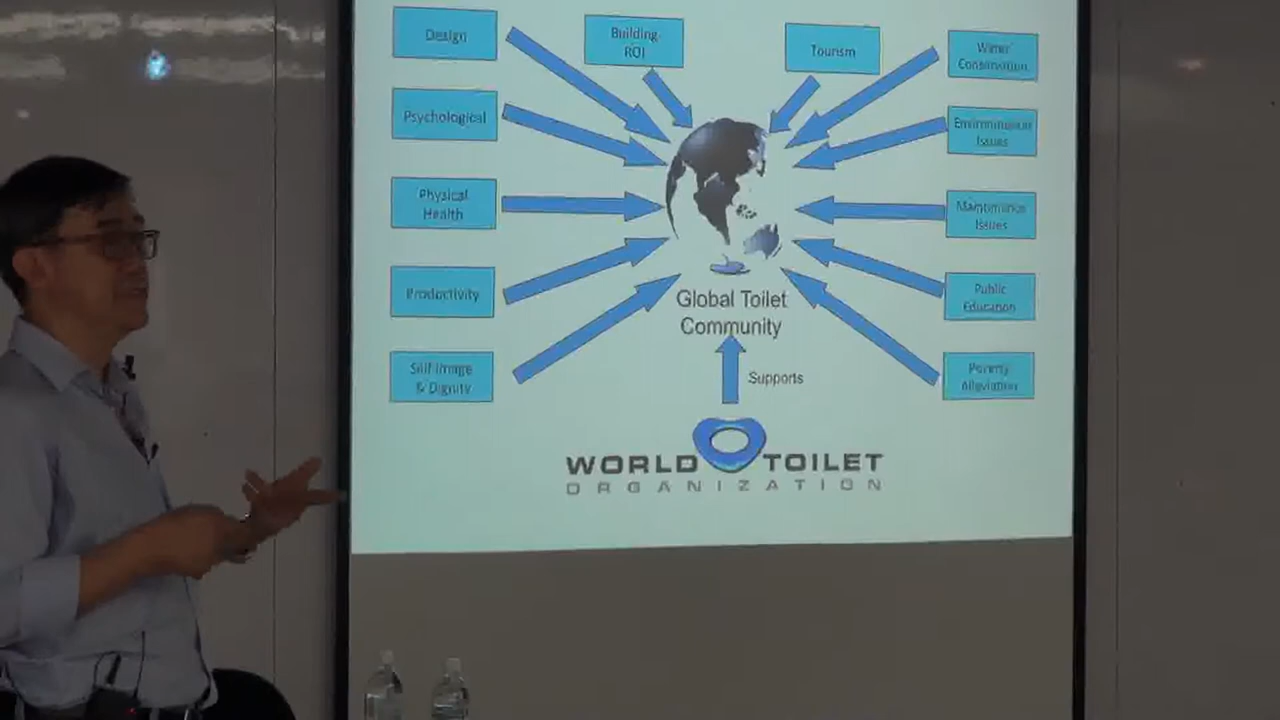 Design
Building
ROI
Tourism
Water
Conservation
Psychological
Environmental
Issues
Physical
Health
Maintenance
Issues
Productivity
Public
Education
Self Image
& Dignity
Poverty
Alleviation
Global Toilet
Community
Supports
WORLD TOILET
ORGANIZATION